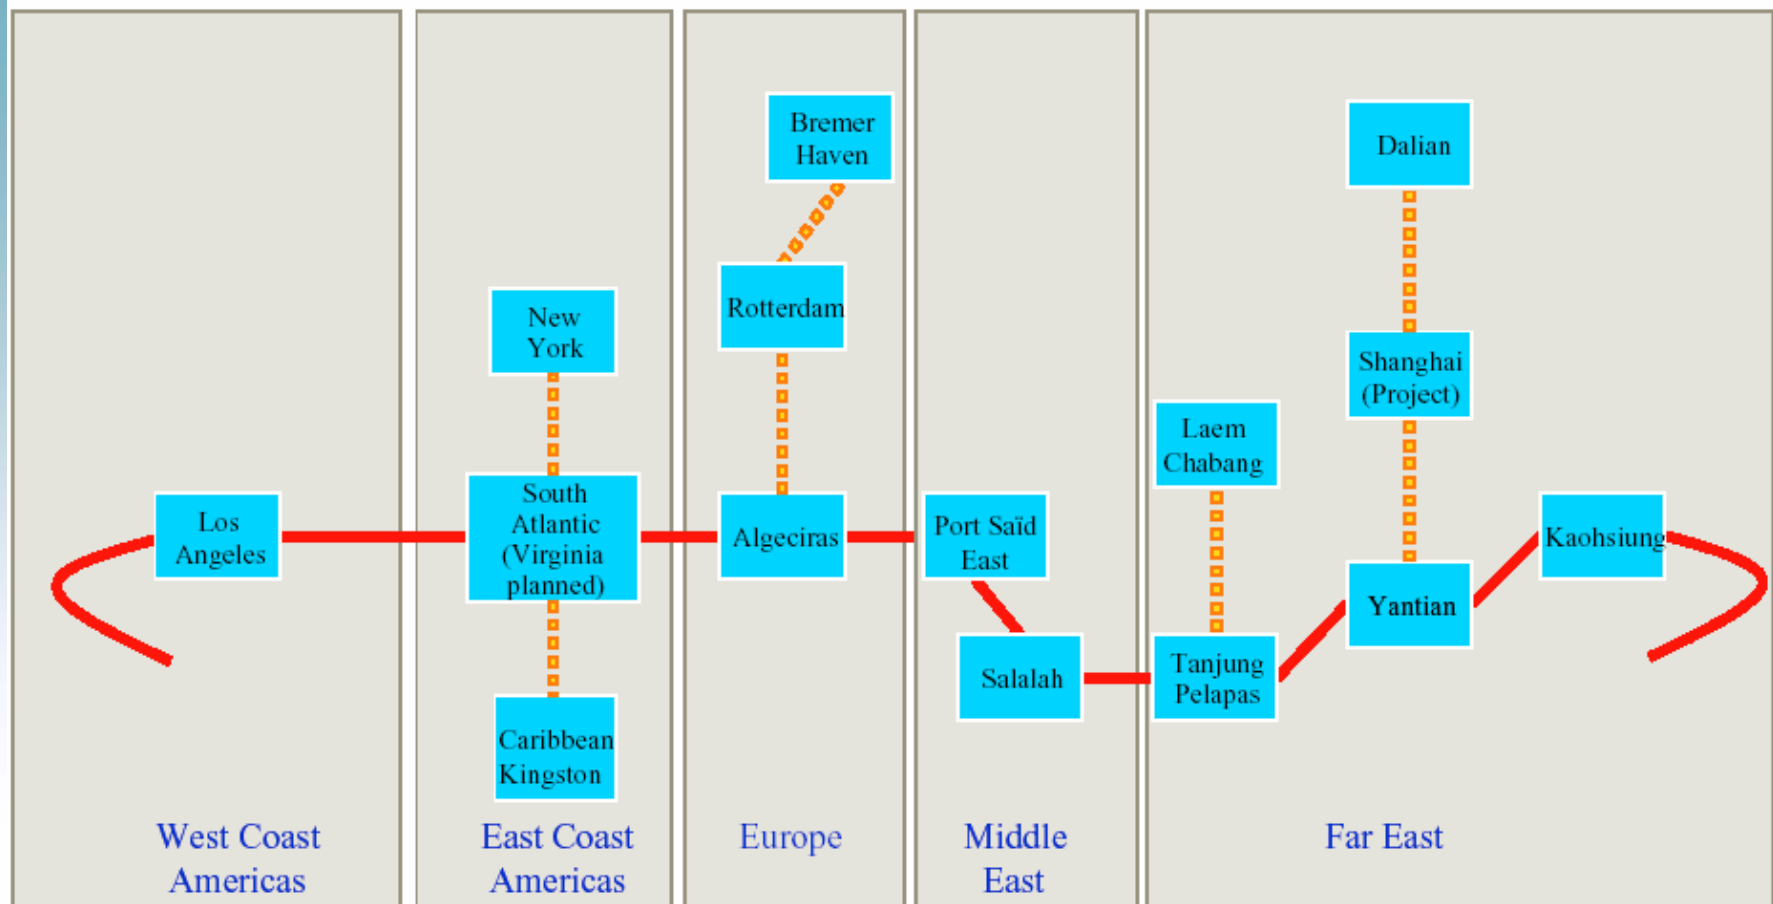 Bremer
Haven
Dalian
New
York
Rotterdam
Shanghai
(Project)
Laem
Chabang
Los
Angeles
South
Atlantic
(Virginia
planned)
Algeciras
Port Saïd
East
Kaohsiung
Yantian
Salalah
Tanjung
Pelapas
Caribbean
Kingston
West Coast
Americas
East Coast
Americas
Europe
Middle
East
Far East